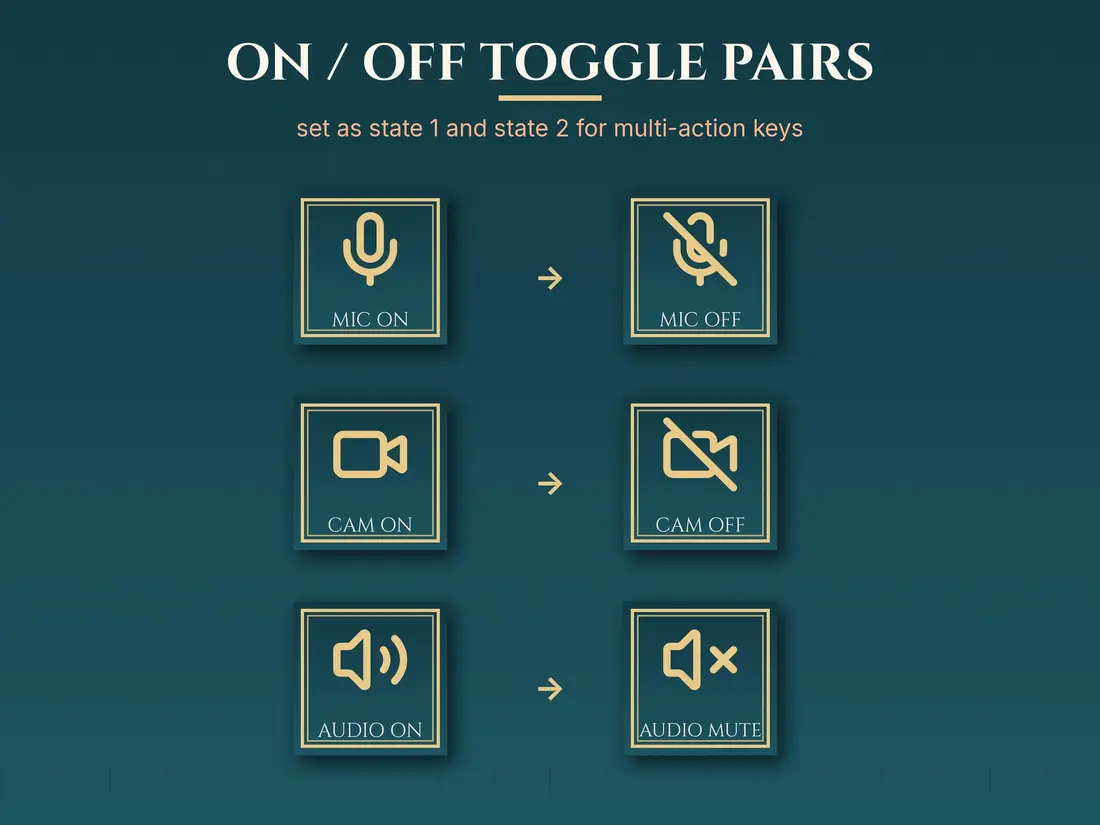 ON / OFF TOGGLE PAIRS
set as state 1 and state 2 for multi-action keys
MIC ON
MIC OFF
CAM ON
CAM OFF
AUDIO ON
AUDIO MUTE